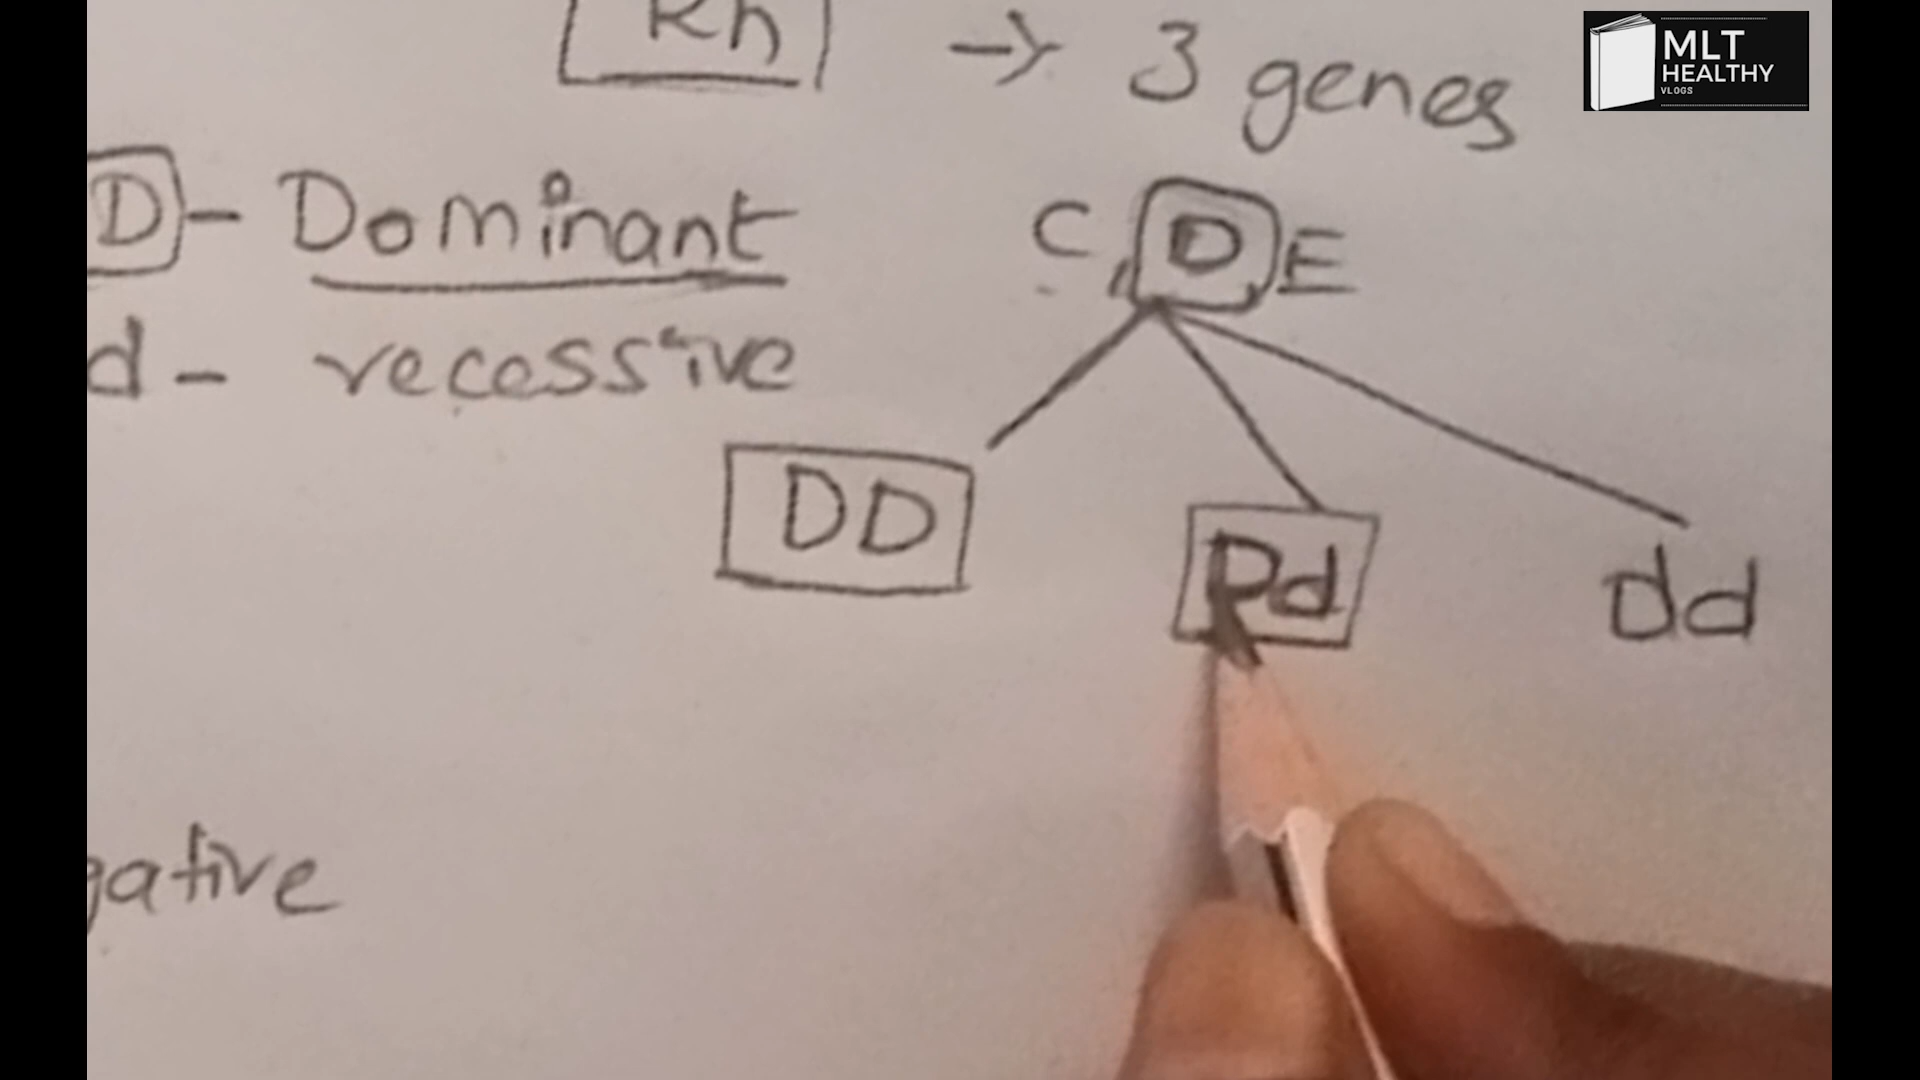 Rh → 3 genes
MLT
HEALTHY
VLOGS
D - Dominant
C, D E
d - recessive
DD
Dd
dd
gative